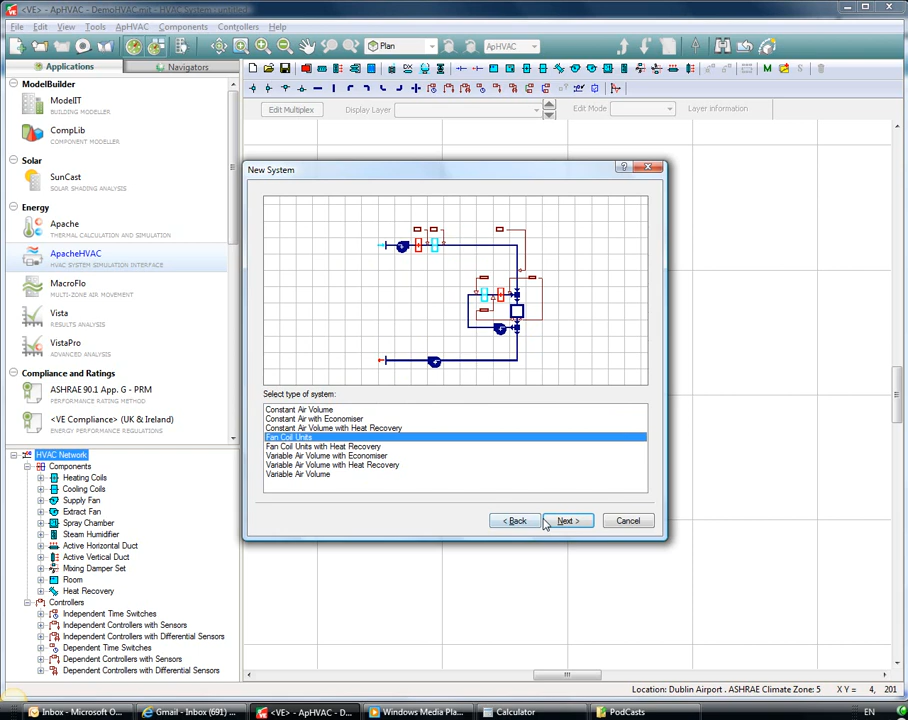 <VE> - ApHVAC - DemoHVAC.mit - HVAC System : untitled
File Edit View Tools ApHVAC Components Controllers Help
Plan
ApHVAC
Applications
Navigators
Edit Multiplex
Display Layer
Edit Mode
Layer information
ModelBuilder
ModelIT
BUILDING MODELLER
CompLib
COMPONENT MODELLER
Solar
SunCast
SOLAR SHADING ANALYSIS
Energy
Apache
THERMAL CALCULATION AND SIMULATION
ApacheHVAC
HVAC SYSTEM SIMULATION INTERFACE
MacroFlo
MULTI-ZONE AIR MOVEMENT
Vista
RESULTS ANALYSIS
VistaPro
ADVANCED ANALYSIS
Compliance and Ratings
ASHRAE 90.1 App. G - PRM
PERFORMANCE RATING METHOD
<VE Compliance> (UK & Ireland)
ENERGY PERFORMANCE REGULATIONS
HVAC Network
Components
Heating Coils
Cooling Coils
Supply Fan
Extract Fan
Spray Chamber
Steam Humidifier
Active Horizontal Duct
Active Vertical Duct
Mixing Damper Set
Room
Heat Recovery
Controllers
Independent Time Switches
Independent Controllers with Sensors
Independent Controllers with Differential Sensors
Dependent Time Switches
Dependent Controllers with Sensors
Dependent Controllers with Differential Sensors
New System
Select type of system:
Constant Air Volume
Constant Air with Economiser
Constant Air Volume with Heat Recovery
Fan Coil Units
Fan Coil Units with Heat Recovery
Variable Air Volume with Economiser
Variable Air Volume with Heat Recovery
Variable Air Volume
< Back
Next >
Cancel
Location: Dublin Airport . ASHRAE Climate Zone: 5 X Y = 4, 201
Inbox - Microsoft O...
Gmail - Inbox (691) ...
<VE> - ApHVAC - D...
Windows Media Pla...
Calculator
PodCasts
EN